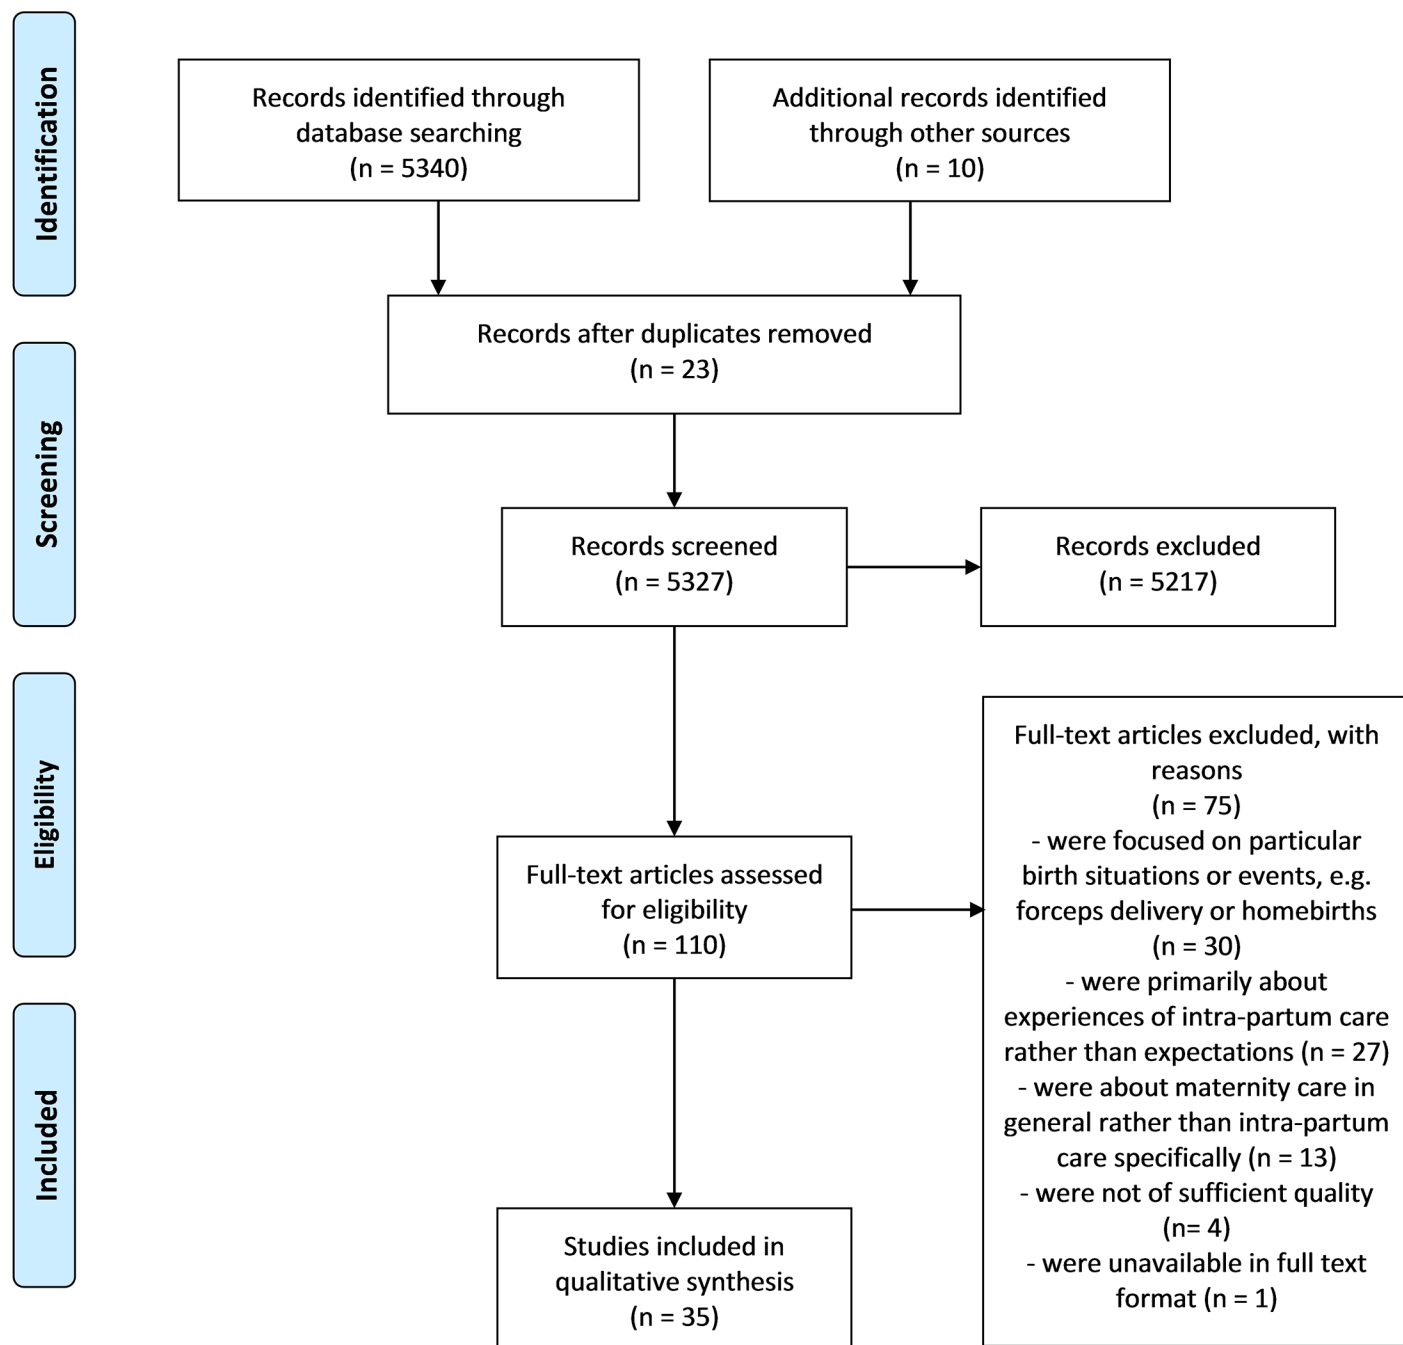 Identification
Records identified through
database searching
(n = 5340)
Additional records identified
through other sources
(n = 10)
Records after duplicates removed
(n = 23)
Screening
Records screened
(n = 5327)
Records excluded
(n = 5217)
Eligibility
Full-text articles assessed
for eligibility
(n = 110)
Full-text articles excluded, with
reasons
(n = 75)
- were focused on particular
birth situations or events, e.g.
forceps delivery or homebirths
(n = 30)
- were primarily about
experiences of intra-partum care
rather than expectations (n = 27)
- were about maternity care in
general rather than intra-partum
care specifically (n = 13)
- were not of sufficient quality
(n= 4)
- were unavailable in full text
format (n = 1)
Included
Studies included in
qualitative synthesis
(n = 35)